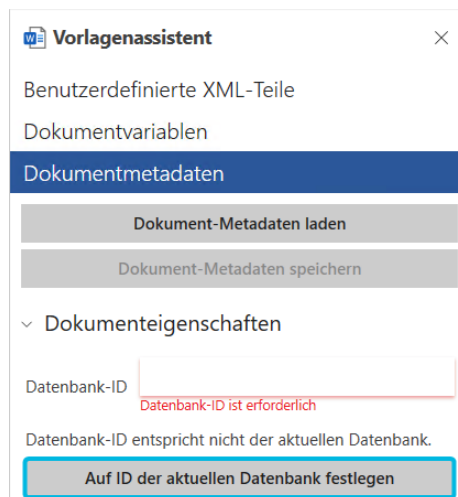 Vorlagenassistent
Benutzerdefinierte XML-Teile
Dokumentvariablen
Dokumentmetadaten
Dokument-Metadaten laden
Dokument-Metadaten speichern
Dokumenteigenschaften
Datenbank-ID
Datenbank-ID ist erforderlich
Datenbank-ID entspricht nicht der aktuellen Datenbank.
Auf ID der aktuellen Datenbank festlegen